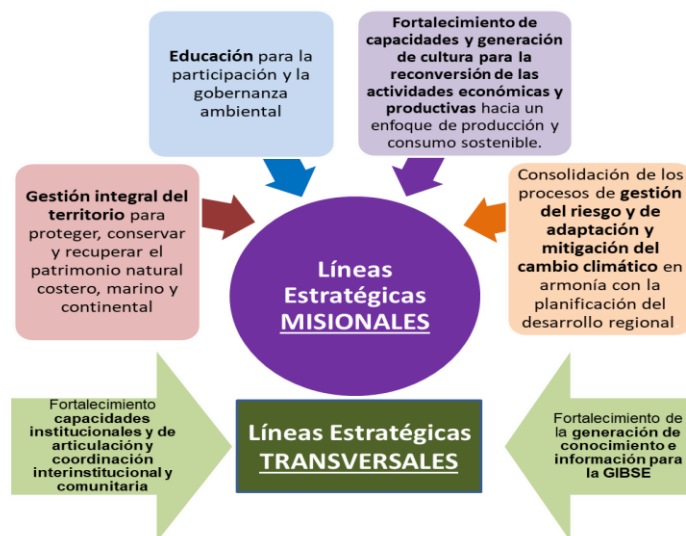 Educación para la
participación y la
gobernanza
ambiental
Fortalecimiento de
capacidades y generación
de cultura para la
reconversión de las
actividades económicas y
productivas hacia un
enfoque de producción y
consumo sostenible.
Gestión integral del
territorio para
proteger, conservar
y recuperar el
patrimonio natural
costero, marino y
continental
Consolidación de los
procesos de gestión
del riesgo y de
adaptación y
mitigación del
cambio climático en
armonía con la
planificación del
desarrollo regional
Líneas
Estratégicas
MISIONALES
Fortalecimiento
capacidades
institucionales y de
articulación y
coordinación
interinstitucional y
comunitaria
Líneas Estratégicas
TRANSVERSALES
Fortalecimiento de
la generación de
conocimiento e
información para
la GIBSE